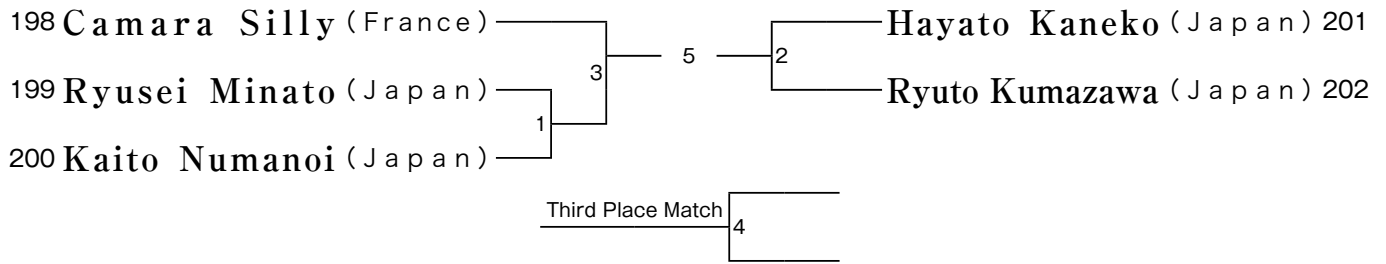 198 Camara Silly (France)
3
199 Ryusei Minato (Japan)
1
200 Kaito Numanoi (Japan)
5
Hayato Kaneko (Japan) 201
2
Ryuto Kumazawa (Japan) 202
Third Place Match
4